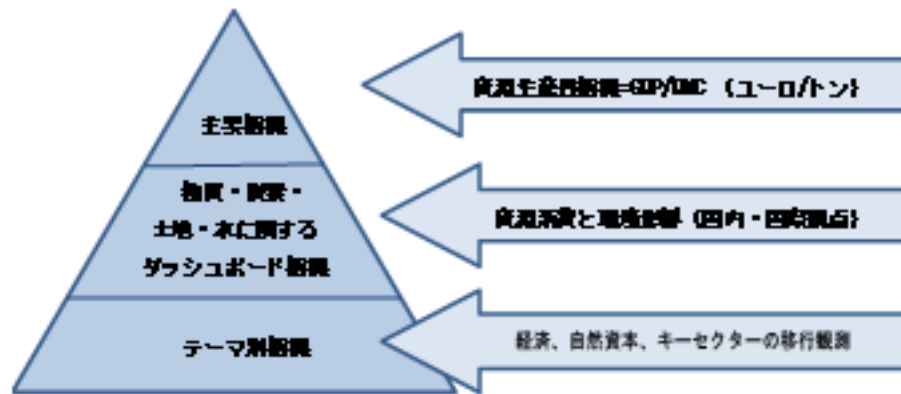 主要指標
資源生産性指標=GDP/DMC （ユーロ/トン）
物質・炭素・
土地・水に関する
ダッシュボード指標
資源消費と環境影響（国内・国際観点）
テーマ別指標
経済、自然資本、キーセクターの移行観測